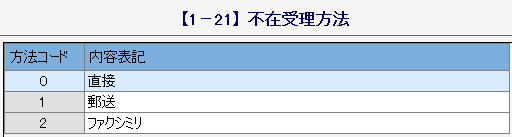 【1－21】不在受理方法
方法コード 内容表記
0 直接
1 郵送
2 ファクシミリ